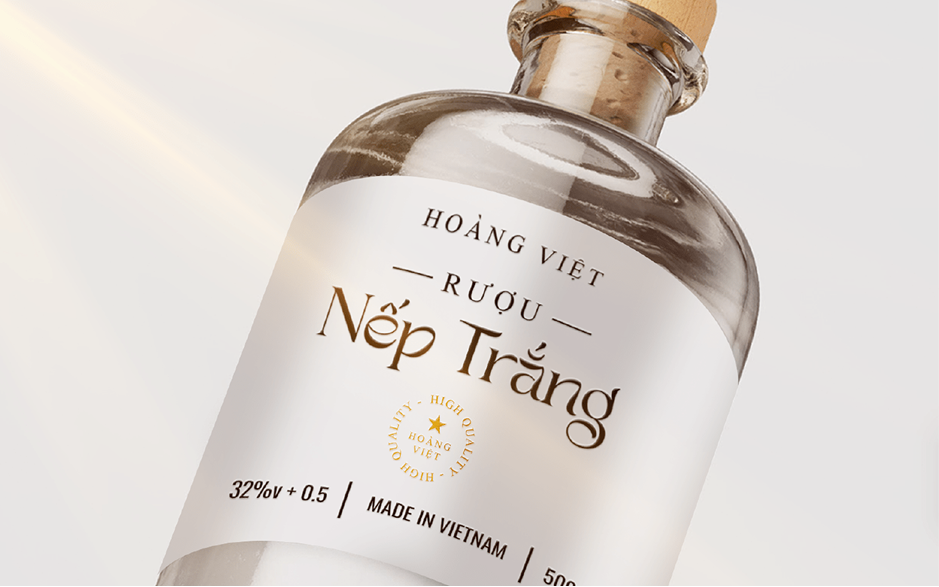 HOÀNG VIỆT
RƯỢU
Nếp Trắng
HIGH QUALITY - HIGH QUALITY -
HOÀNG
VIỆT
32%v + 0.5 | MADE IN VIETNAM |